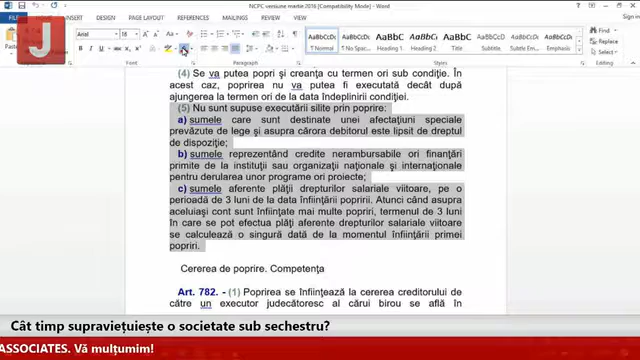 NCPC versiune martie 2016 [Compatibility Mode] - Word
FILE INSERT DESIGN PAGE LAYOUT REFERENCES MAILINGS REVIEW VIEW
Arial 16
Find
Replace
Select
AaBbCcDc AaBbCcDc AaBbC AaBbCc AaBbC AaBbCcD AaBbCcDc AaBbCcDc
¶ Normal ¶ No Spac... Heading 1 Heading 2 Title Subtitle Subtle Em... Emphasis
J
(4) Se va putea popri şi creanţa cu termen ori sub condiţie. În
acest caz, poprirea nu va putea fi executată decât după
ajungerea la termen ori de la data îndeplinirii condiţiei.
(5) Nu sunt supuse executării silite prin poprire:
a) sumele care sunt destinate unei afectaţiuni speciale
prevăzute de lege şi asupra cărora debitorul este lipsit de dreptul
de dispoziţie;
b) sumele reprezentând credite nerambursabile ori finanţări
primite de la instituţii sau organizaţii naţionale şi internaţionale
pentru derularea unor programe ori proiecte;
c) sumele aferente plăţii drepturilor salariale viitoare, pe o
perioadă de 3 luni de la data înfiinţării popririi. Atunci când asupra
aceluiaşi cont sunt înfiinţate mai multe popriri, termenul de 3 luni
în care se pot efectua plăţi aferente drepturilor salariale viitoare
se calculează o singură dată de la momentul înfiinţării primei
popriri.
Cererea de poprire. Competenţa
Art. 782. - (1) Poprirea se înfiinţează la cererea creditorului de
către un executor judecătoresc al cărui birou se află în
Cât timp supraviețuiește o societate sub sechestru?
ASSOCIATES. Vă mulțumim!